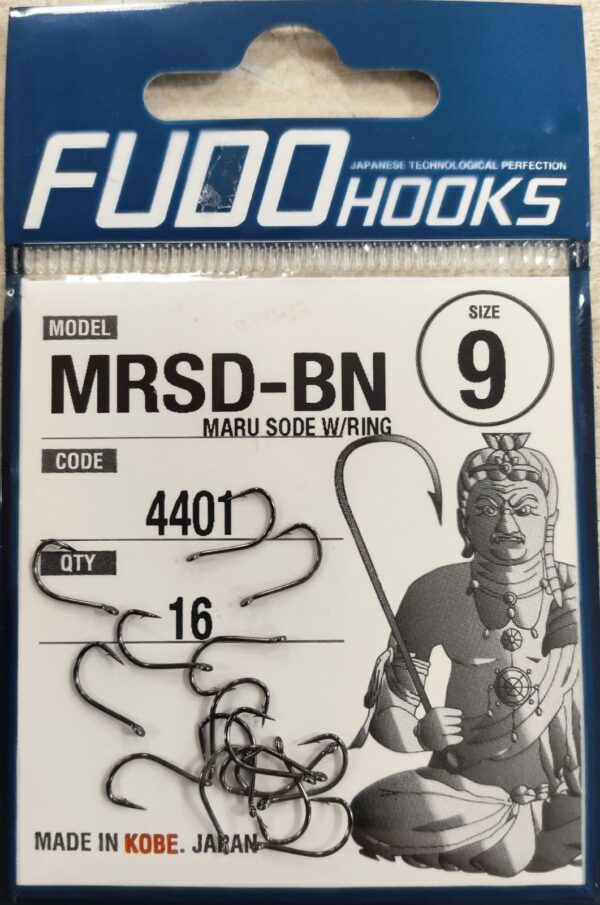 FUDO HOOKS
JAPANESE TECHNOLOGICAL PERFECTION
MODEL
SIZE
9
MRSD-BN
MARU SODE W/RING
CODE
4401
QTY
16
MADE IN KOBE. JAPAN